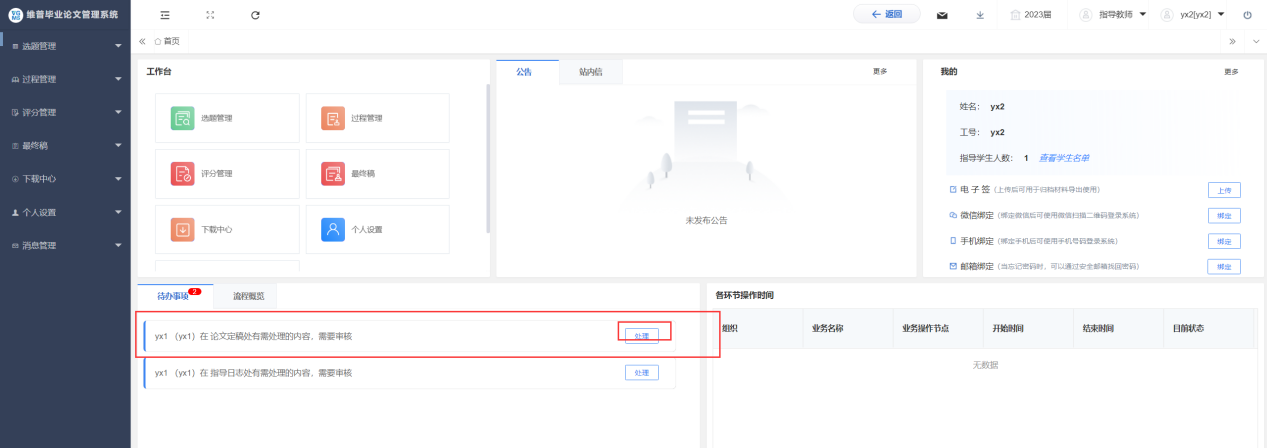 维普毕业论文管理系统
返回
2023届
指导教师
yx2[yx2]
首页
选题管理
过程管理
评分管理
最终稿
下载中心
个人设置
消息管理
工作台
选题管理
过程管理
评分管理
最终稿
下载中心
个人设置
公告
站内信
更多
未发布公告
我的
更多
姓名: yx2
工号: yx2
指导学生人数: 1 查看学生名单
电 子 签 (上传后可用于归档材料导出使用)
上传
微信绑定 (绑定微信后可使用微信扫描二维码登录系统)
绑定
手机绑定 (绑定手机后可使用手机号码登录系统)
绑定
邮箱绑定 (当忘记密码时，可以通过安全邮箱找回密码)
绑定
待办事项 2
流程概览
yx1 (yx1) 在 论文定稿处有需处理的内容，需要审核
处理
yx1 (yx1) 在 指导日志处有需处理的内容，需要审核
处理
各环节操作时间
组织 业务名称 业务操作节点 开始时间 结束时间 目前状态
无数据